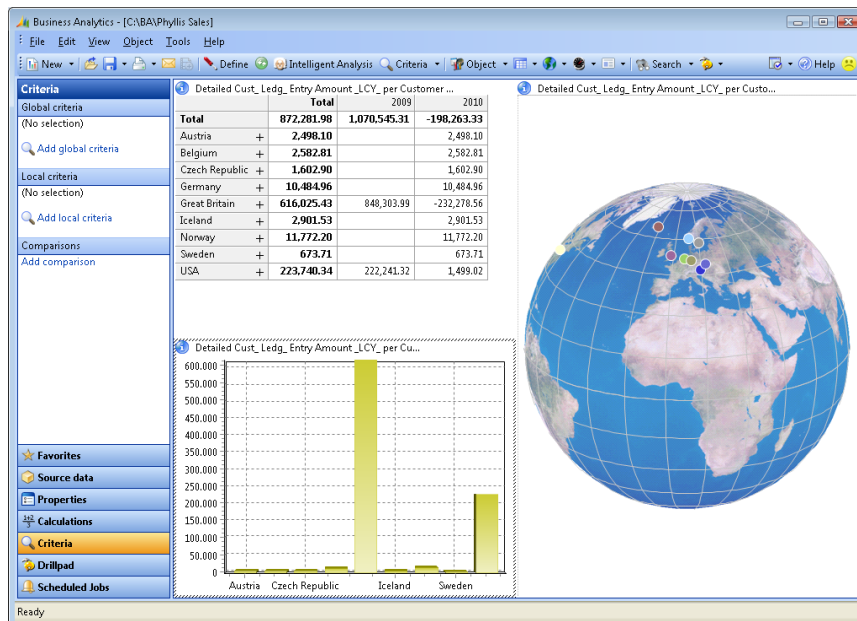 Business Analytics - [C:\BA\Phyllis Sales]
File Edit View Object Tools Help
New Define Intelligent Analysis Criteria Object Search Help
Criteria
Global criteria
(No selection)
Add global criteria
Local criteria
(No selection)
Add local criteria
Comparisons
Add comparison
Favorites
Source data
Properties
Calculations
Criteria
Drillpad
Scheduled Jobs
Detailed Cust_ Ledg_ Entry Amount _LCY_ per Customer ...
Total 2009 2010
Total 872,281.98 1,070,545.31 -198,263.33
Austria + 2,498.10 2,498.10
Belgium + 2,582.81 2,582.81
Czech Republic + 1,602.90 1,602.90
Germany + 10,484.96 10,484.96
Great Britain + 616,025.43 848,303.99 -232,278.56
Iceland + 2,901.53 2,901.53
Norway + 11,772.20 11,772.20
Sweden + 673.71 673.71
USA + 223,740.34 222,241.32 1,499.02
Detailed Cust_ Ledg_ Entry Amount _LCY_ per Cu...
600.000
550.000
500.000
450.000
400.000
350.000
300.000
250.000
200.000
150.000
100.000
50.000
0
Austria Czech Republic Iceland Sweden
Detailed Cust_ Ledg_ Entry Amount _LCY_ per Custo...
Ready